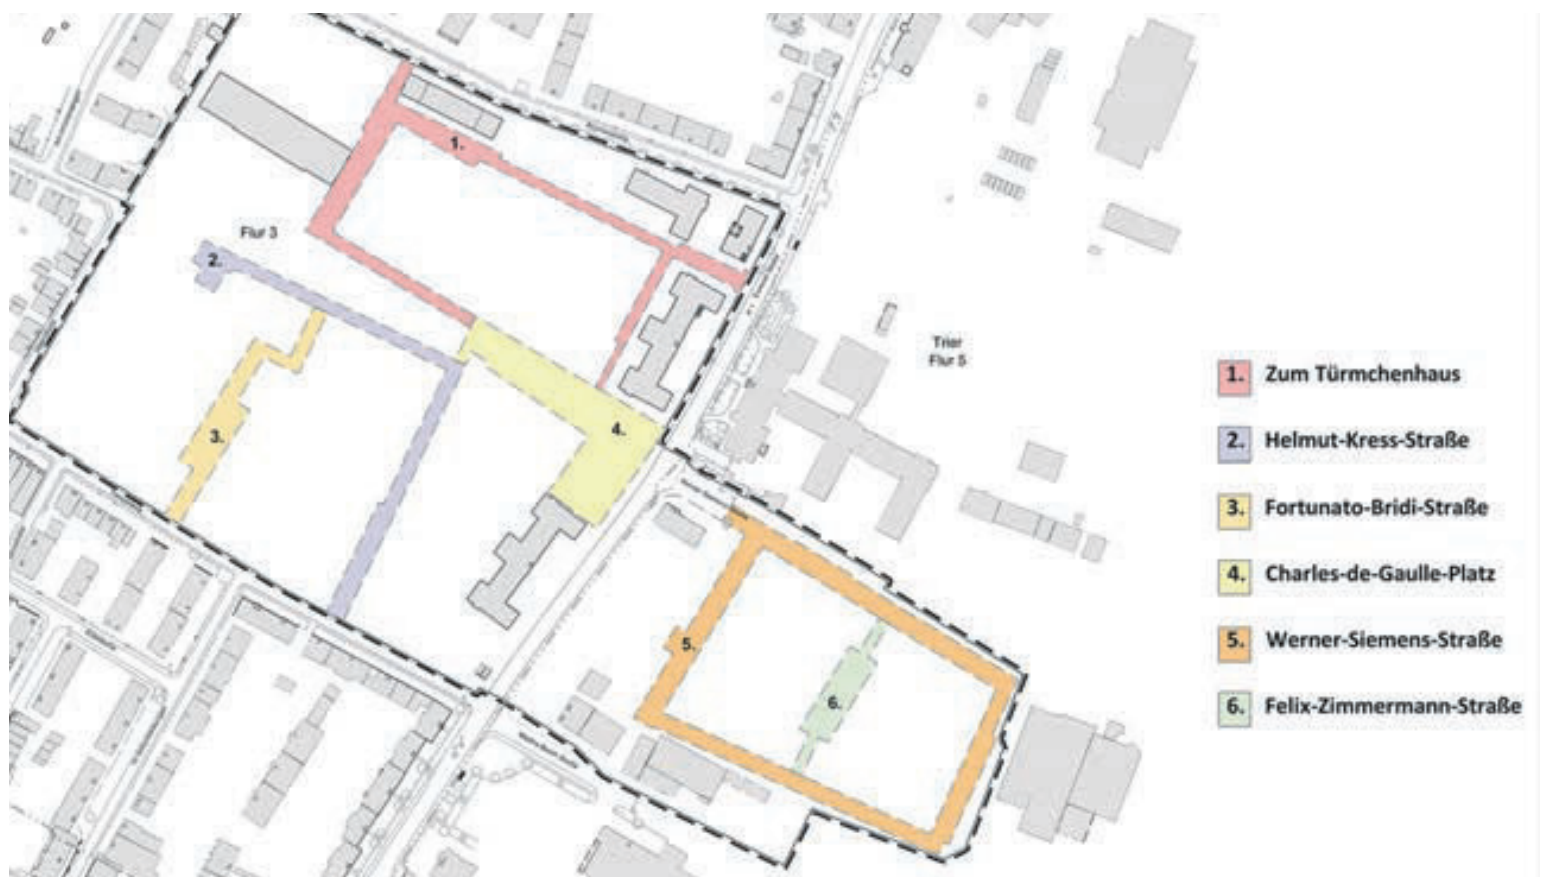 1.
Flur 3
2.
Trier
Flur 5
3.
4.
5.
6.
1. Zum Türmchenhaus
2. Helmut-Kress-Straße
3. Fortunato-Bridi-Straße
4. Charles-de-Gaulle-Platz
5. Werner-Siemens-Straße
6. Felix-Zimmermann-Straße